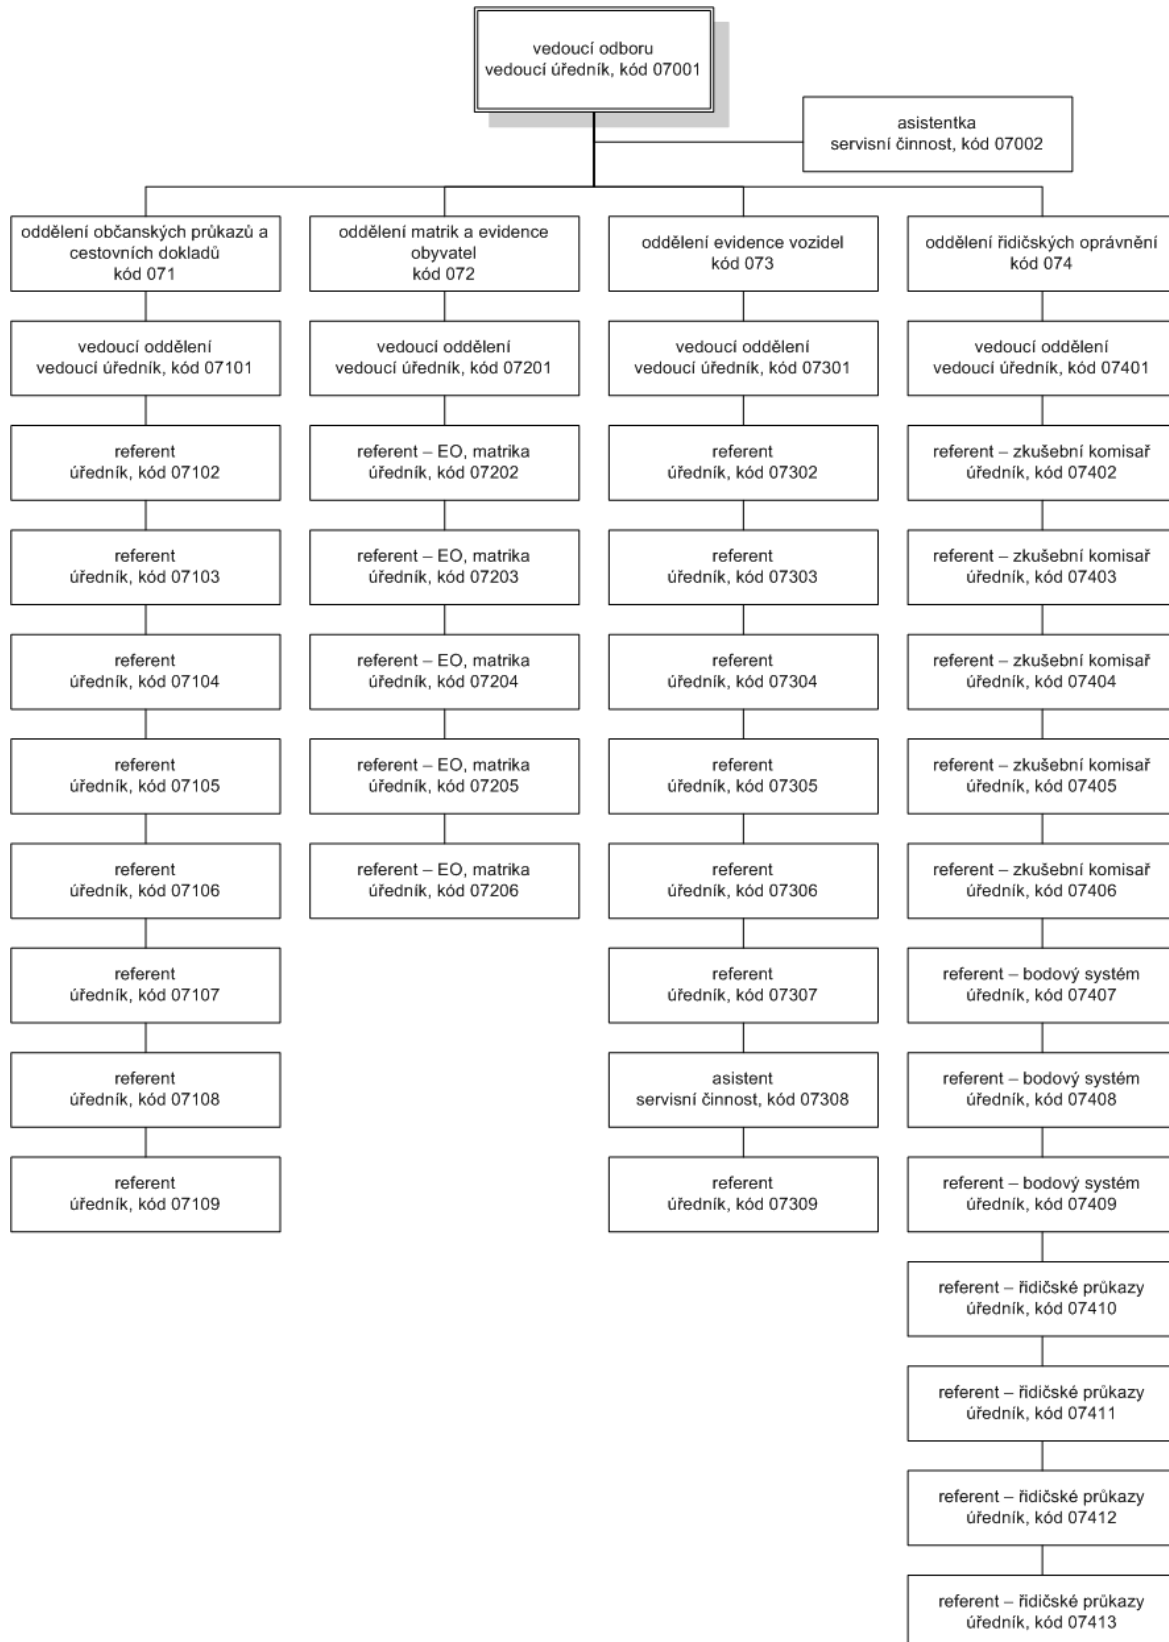 vedoucí odboru
vedoucí úředník, kód 07001
asistentka
servisní činnost, kód 07002
oddělení občanských průkazů a
cestovních dokladů
kód 071
vedoucí oddělení
vedoucí úředník, kód 07101
referent
úředník, kód 07102
referent
úředník, kód 07103
referent
úředník, kód 07104
referent
úředník, kód 07105
referent
úředník, kód 07106
referent
úředník, kód 07107
referent
úředník, kód 07108
referent
úředník, kód 07109
oddělení matrik a evidence
obyvatel
kód 072
vedoucí oddělení
vedoucí úředník, kód 07201
referent – EO, matrika
úředník, kód 07202
referent – EO, matrika
úředník, kód 07203
referent – EO, matrika
úředník, kód 07204
referent – EO, matrika
úředník, kód 07205
referent – EO, matrika
úředník, kód 07206
oddělení evidence vozidel
kód 073
vedoucí oddělení
vedoucí úředník, kód 07301
referent
úředník, kód 07302
referent
úředník, kód 07303
referent
úředník, kód 07304
referent
úředník, kód 07305
referent
úředník, kód 07306
referent
úředník, kód 07307
asistent
servisní činnost, kód 07308
referent
úředník, kód 07309
oddělení řidičských oprávnění
kód 074
vedoucí oddělení
vedoucí úředník, kód 07401
referent – zkušební komisař
úředník, kód 07402
referent – zkušební komisař
úředník, kód 07403
referent – zkušební komisař
úředník, kód 07404
referent – zkušební komisař
úředník, kód 07405
referent – zkušební komisař
úředník, kód 07406
referent – bodový systém
úředník, kód 07407
referent – bodový systém
úředník, kód 07408
referent – bodový systém
úředník, kód 07409
referent – řidičské průkazy
úředník, kód 07410
referent – řidičské průkazy
úředník, kód 07411
referent – řidičské průkazy
úředník, kód 07412
referent – řidičské průkazy
úředník, kód 07413